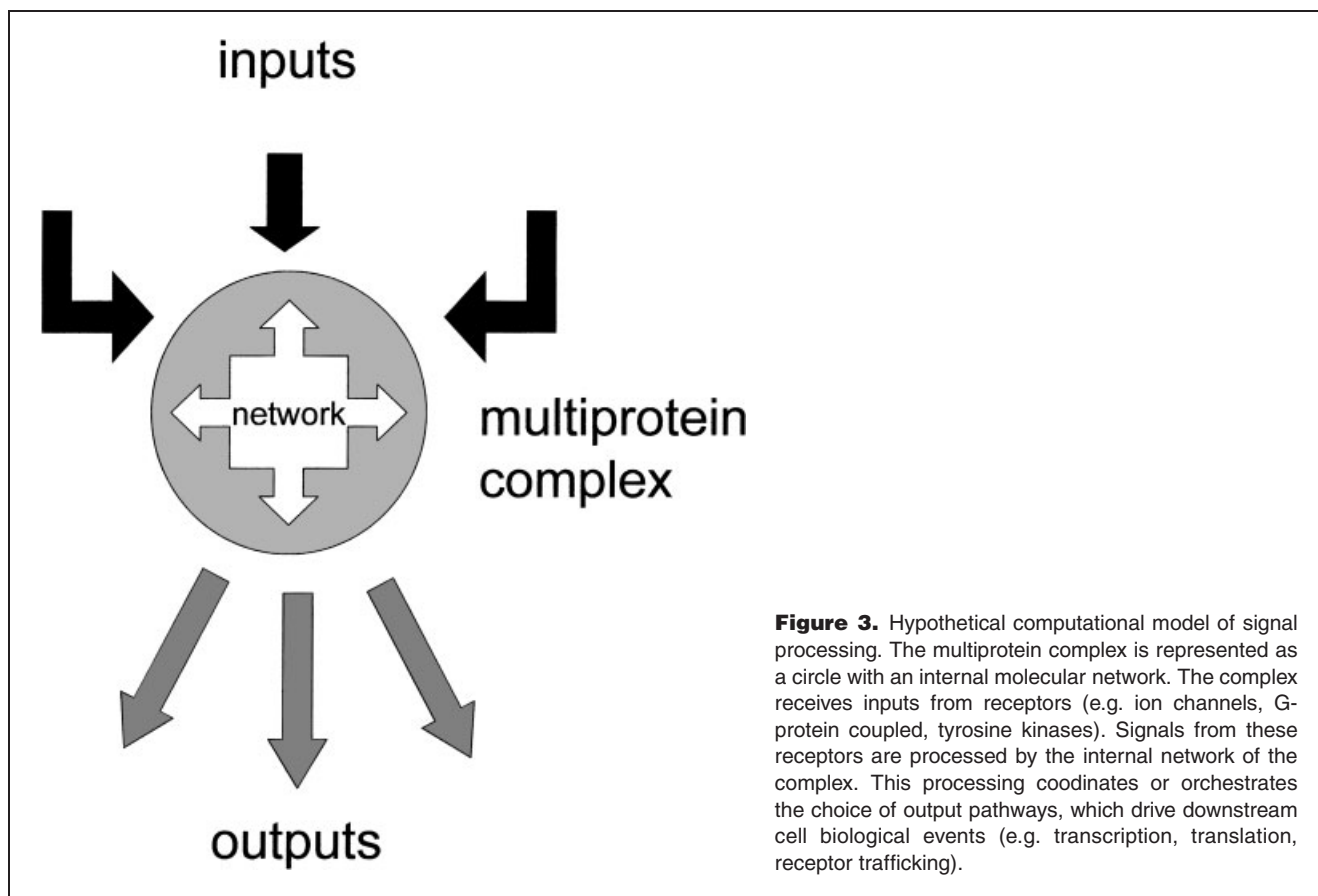 inputs
network
multiprotein
complex
outputs
Figure 3. Hypothetical computational model of signal
processing. The multiprotein complex is represented as
a circle with an internal molecular network. The complex
receives inputs from receptors (e.g. ion channels, G-
protein coupled, tyrosine kinases). Signals from these
receptors are processed by the internal network of the
complex. This processing coodinates or orchestrates
the choice of output pathways, which drive downstream
cell biological events (e.g. transcription, translation,
receptor trafficking).